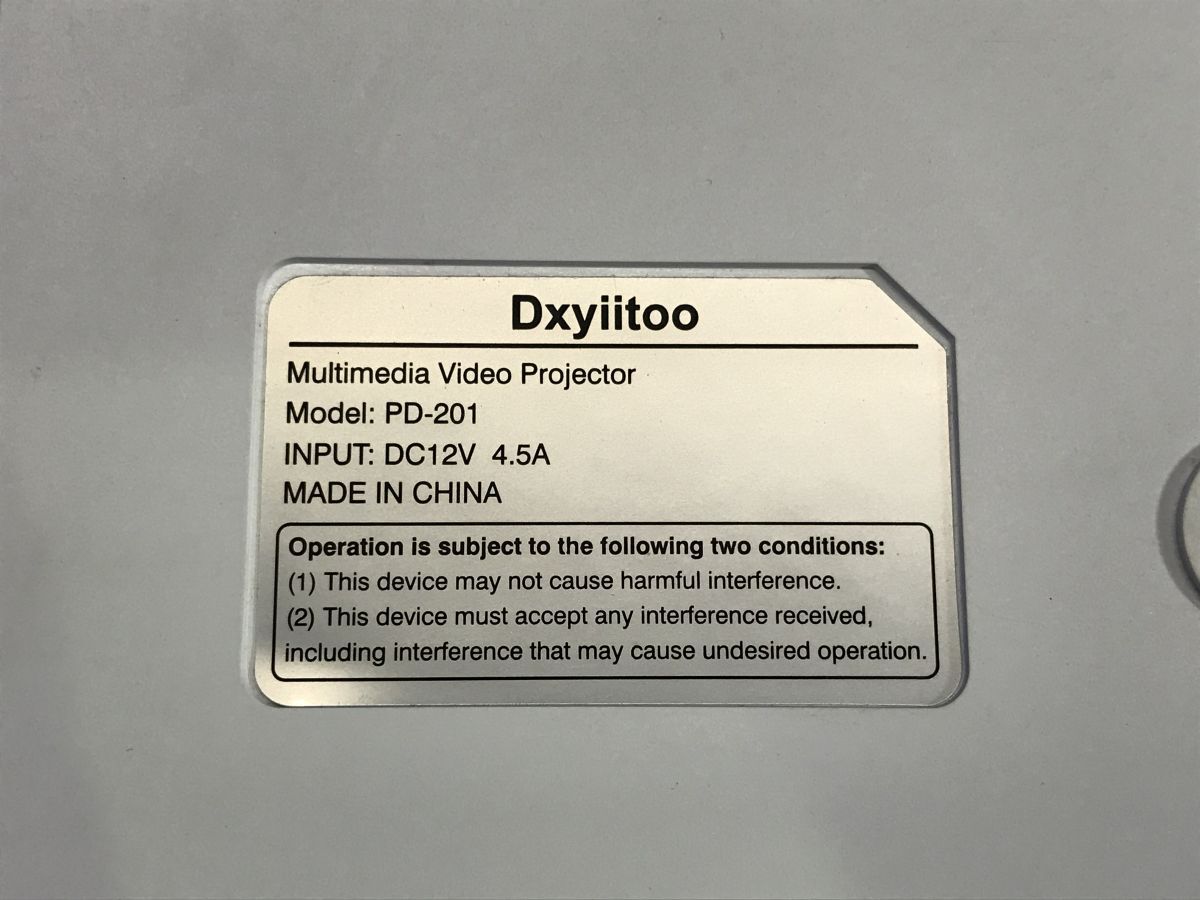 Dxyiitoo
Multimedia Video Projector
Model: PD-201
INPUT: DC12V  4.5A
MADE IN CHINA
Operation is subject to the following two conditions:
(1) This device may not cause harmful interference.
(2) This device must accept any interference received,
including interference that may cause undesired operation.